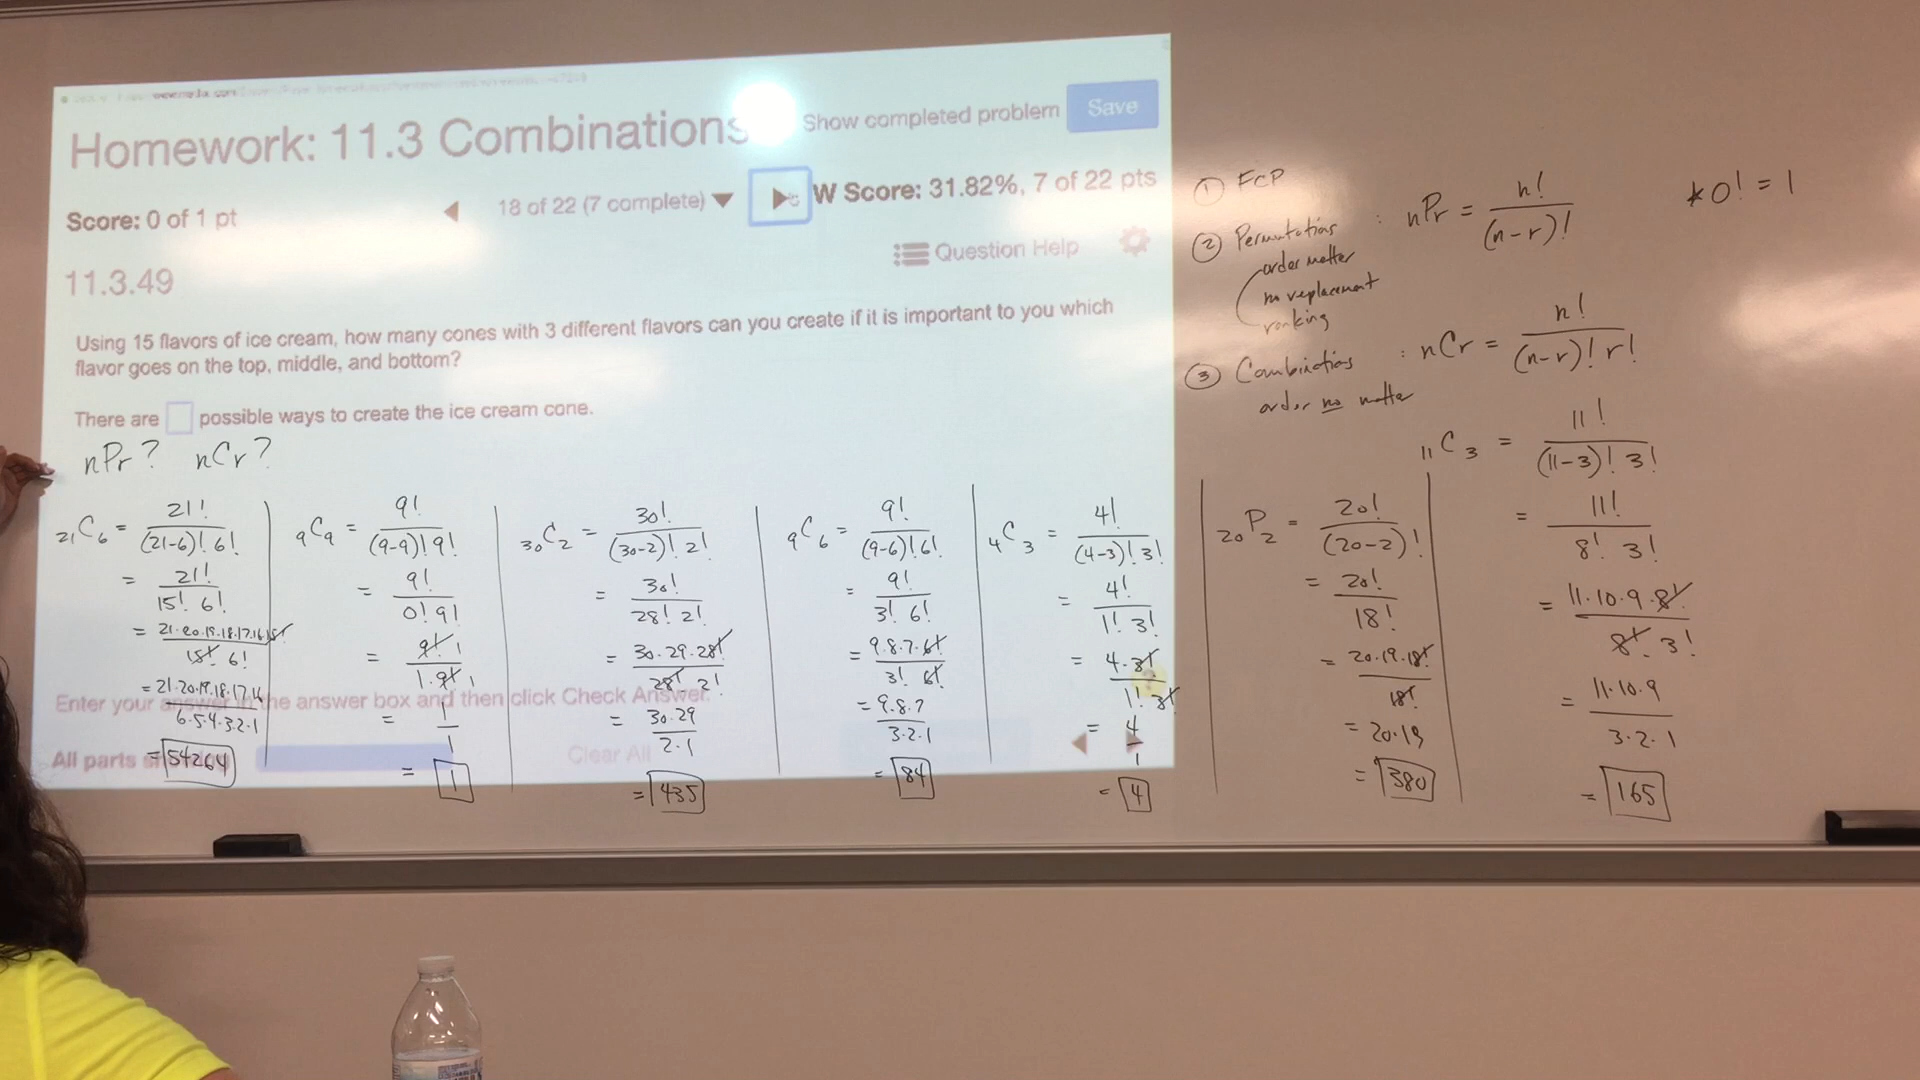 Homework: 11.3 Combinations
Show completed problem
Save
Score: 0 of 1 pt
18 of 22 (7 complete)
W Score: 31.82%, 7 of 22 pts
11.3.49
Question Help
Using 15 flavors of ice cream, how many cones with 3 different flavors can you create if it is important to you which
flavor goes on the top, middle, and bottom?
There are possible ways to create the ice cream cone.
nPr? nCr?
21C6 = 21! / (21-6)! 6!
= 21! / 15! 6!
= 21·20·19·18·17·16·15! / 15! 6!
= 21·20·19·18·17·16 / 6·5·4·3·2·1
= 54264
9C9 = 9! / (9-9)! 9!
= 9! / 0! 9!
= 9! 1 / 1·9! 1
= 1 / 1
= 1
30C2 = 30! / (30-2)! 2!
= 30! / 28! 2!
= 30·29·28! / 28! 2!
= 30·29 / 2·1
= 435
9C6 = 9! / (9-6)! 6!
= 9! / 3! 6!
= 9·8·7·6! / 3! 6!
= 9·8·7 / 3·2·1
= 84
4C3 = 4! / (4-3)! 3!
= 4! / 1! 3!
= 4·3! / 1!·3!
= 4 / 1
= 4
Enter your answer in the answer box and then click Check Answer.
All parts
Clear All
① FCP
② Permutations : nPr = n! / (n-r)!
order matter
no replacement
ranking
③ Combinations : nCr = n! / (n-r)! r!
order no matter
* 0! = 1
20P2 = 20! / (20-2)!
= 20! / 18!
= 20·19·18! / 18!
= 20·19
= 380
11C3 = 11! / (11-3)! 3!
= 11! / 8! 3!
= 11·10·9·8! / 8! 3!
= 11·10·9 / 3·2·1
= 165